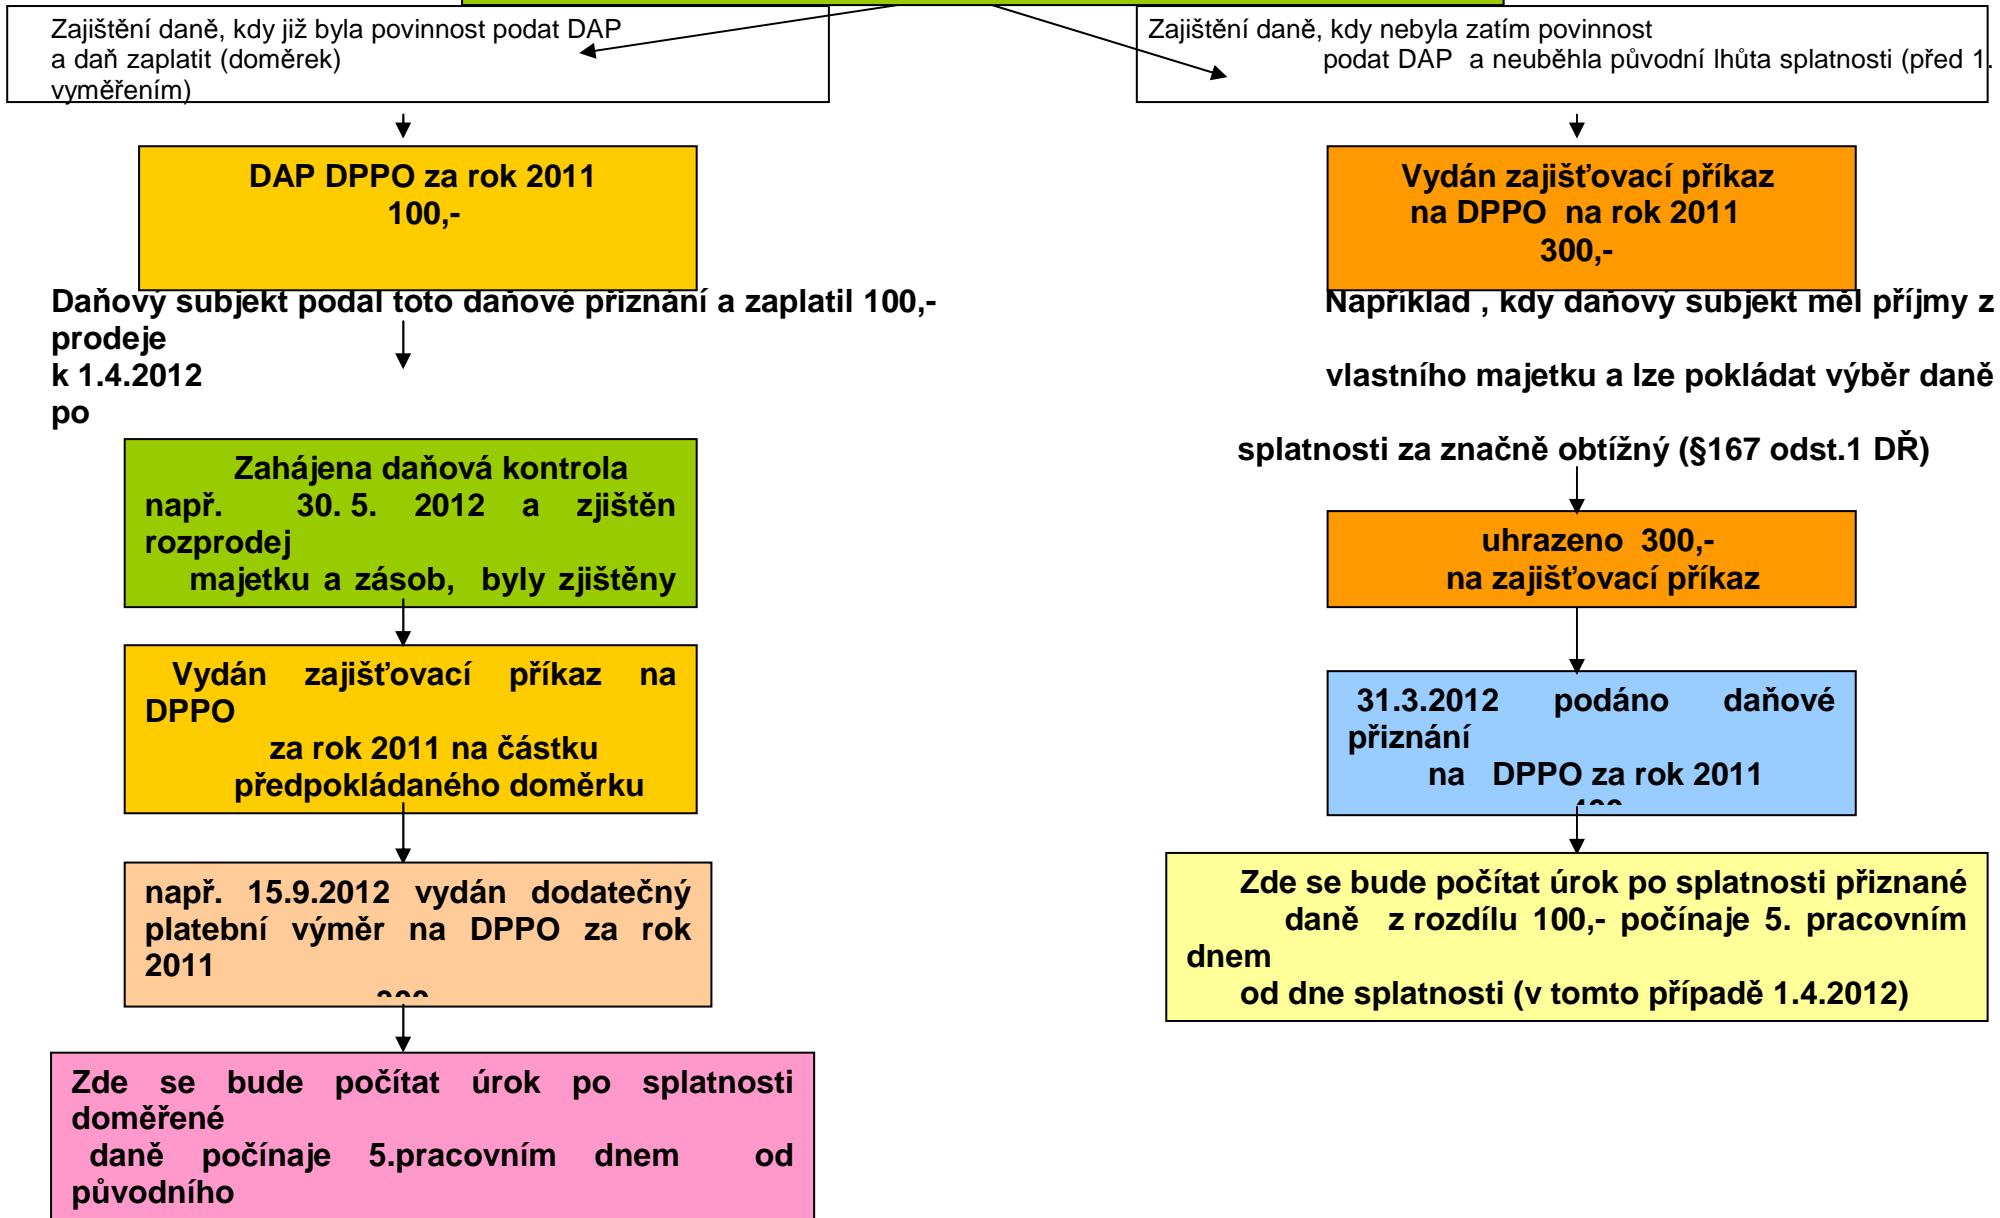 Zajištění daně, kdy již byla povinnost podat DAP
a daň zaplatit (doměrek)
vyměřením)
Zajištění daně, kdy nebyla zatím povinnost
podat DAP a neuběhla původní lhůta splatnosti (před 1.
DAP DPPO za rok 2011
100,-
Vydán zajišťovací příkaz
na DPPO na rok 2011
300,-
Daňový subjekt podal toto daňové přiznání a zaplatil 100,-
prodeje
k 1.4.2012
po
Například , kdy daňový subjekt měl příjmy z
vlastního majetku a lze pokládat výběr daně
splatnosti za značně obtížný (§167 odst.1 DŘ)
Zahájena daňová kontrola
např. 30. 5. 2012 a zjištěn
rozprodej
majetku a zásob, byly zjištěny
uhrazeno 300,-
na zajišťovací příkaz
Vydán zajišťovací příkaz na
DPPO
za rok 2011 na částku
předpokládaného doměrku
31.3.2012 podáno daňové
přiznání
na DPPO za rok 2011
např. 15.9.2012 vydán dodatečný
platební výměr na DPPO za rok
2011
Zde se bude počítat úrok po splatnosti přiznané
daně z rozdílu 100,- počínaje 5. pracovním
dnem
od dne splatnosti (v tomto případě 1.4.2012)
Zde se bude počítat úrok po splatnosti
doměřené
daně počínaje 5.pracovním dnem od
původního